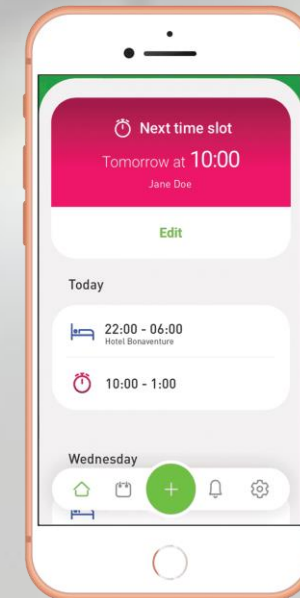 Next time slot
Tomorrow at 10:00
Jane Doe
Edit
Today
22:00 - 06:00
Hotel Bonaventure
10:00 - 1:00
Wednesday